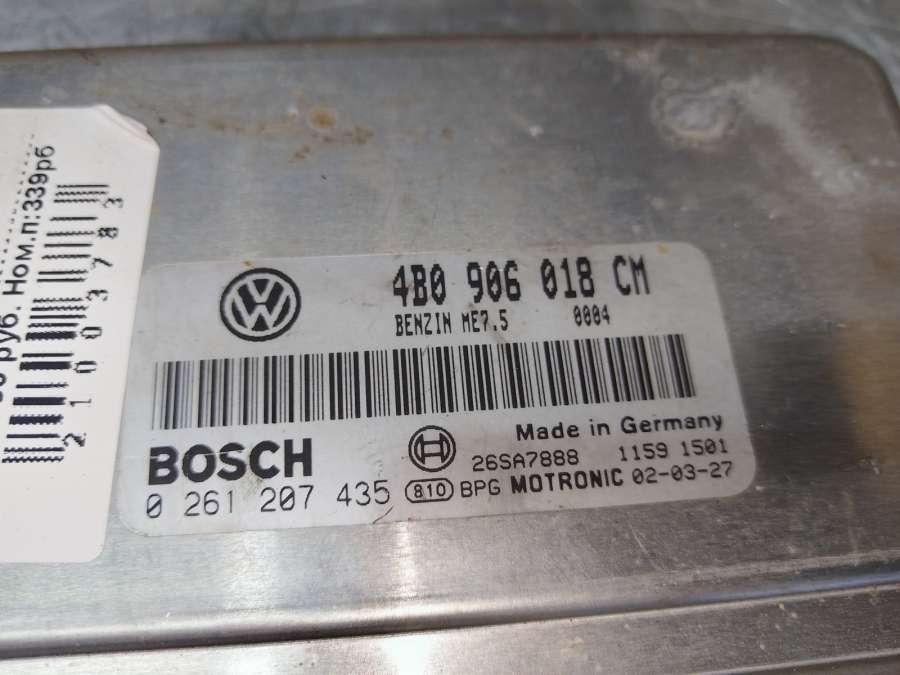 руб. Ном.п:339рб
210003783
4B0 906 018 CM
BENZIN ME7.5 0004
Made in Germany
BOSCH
26SA7888 1159 1501
0 261 207 435 810 BPG MOTRONIC 02-03-27